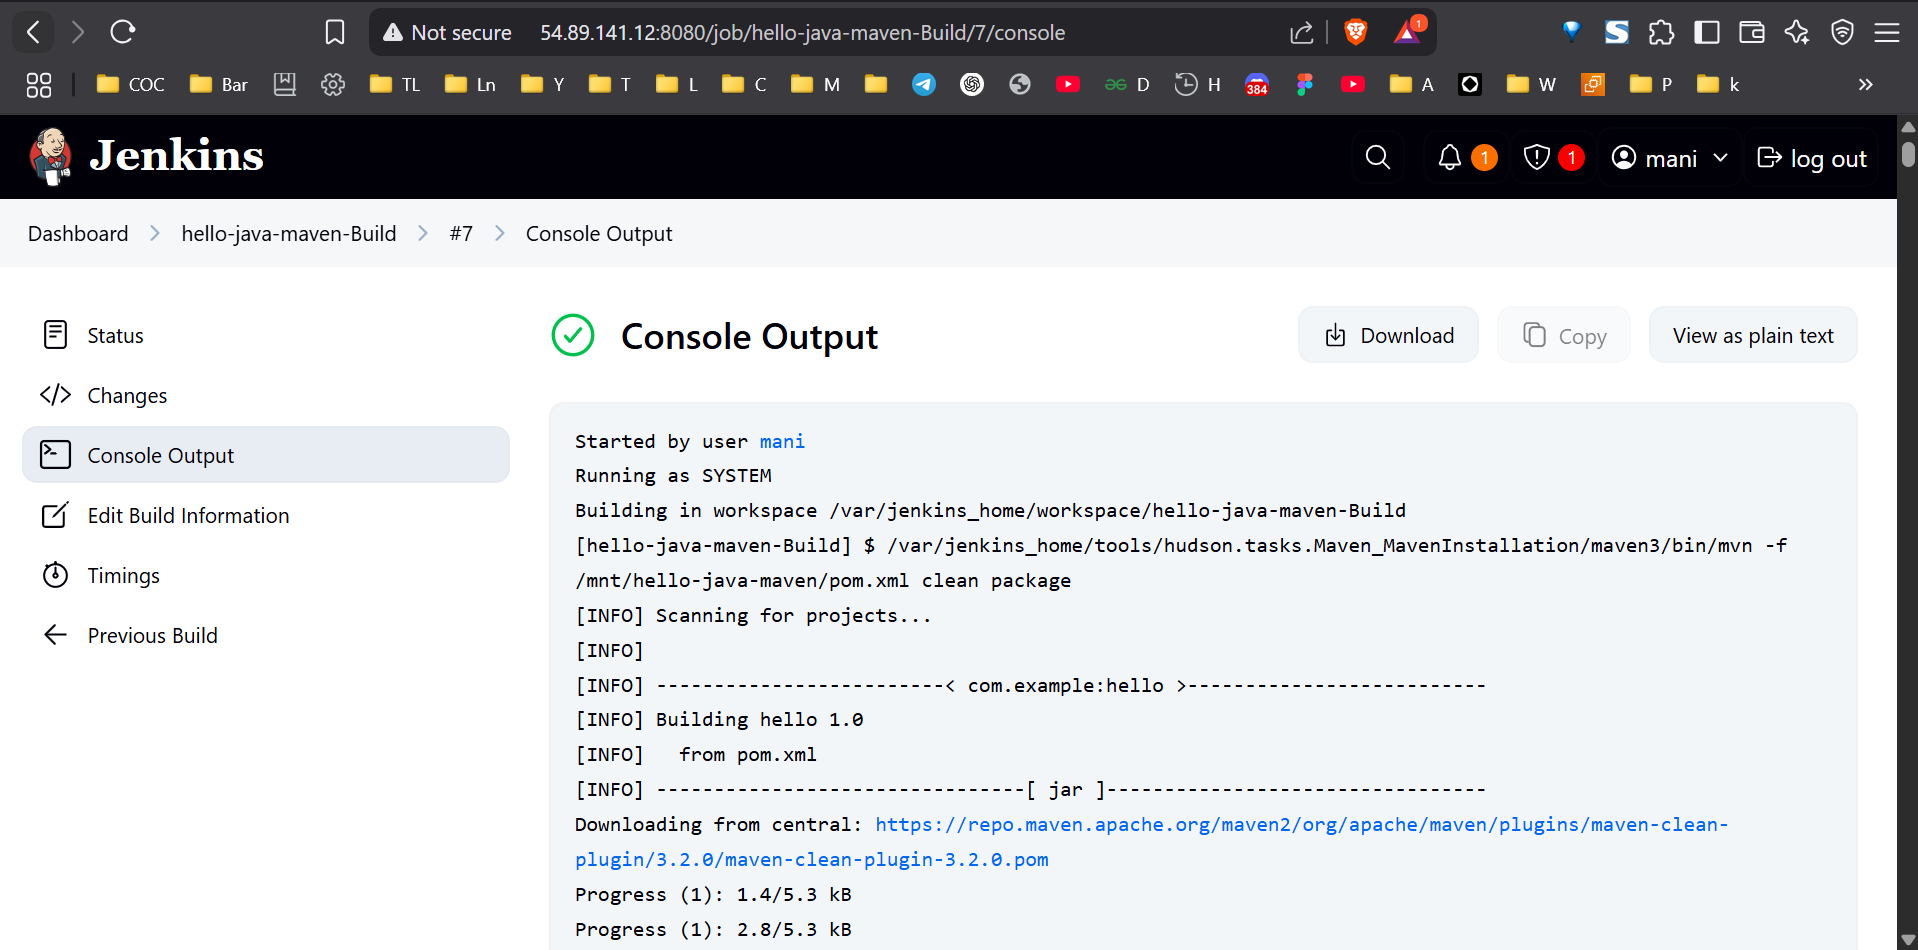 Not secure 54.89.141.12:8080/job/hello-java-maven-Build/7/console 1
COC Bar TL Ln Y T L C M D H 384 A W P k »
Jenkins 1 1 mani log out
Dashboard > hello-java-maven-Build > #7 > Console Output
Status
Changes
Console Output
Edit Build Information
Timings
Previous Build
Console Output
Download Copy View as plain text
Started by user mani
Running as SYSTEM
Building in workspace /var/jenkins_home/workspace/hello-java-maven-Build
[hello-java-maven-Build] $ /var/jenkins_home/tools/hudson.tasks.Maven_MavenInstallation/maven3/bin/mvn -f
/mnt/hello-java-maven/pom.xml clean package
[INFO] Scanning for projects...
[INFO]
[INFO] -------------------------< com.example:hello >--------------------------
[INFO] Building hello 1.0
[INFO]   from pom.xml
[INFO] --------------------------------[ jar ]---------------------------------
Downloading from central: https://repo.maven.apache.org/maven2/org/apache/maven/plugins/maven-clean-
plugin/3.2.0/maven-clean-plugin-3.2.0.pom
Progress (1): 1.4/5.3 kB
Progress (1): 2.8/5.3 kB